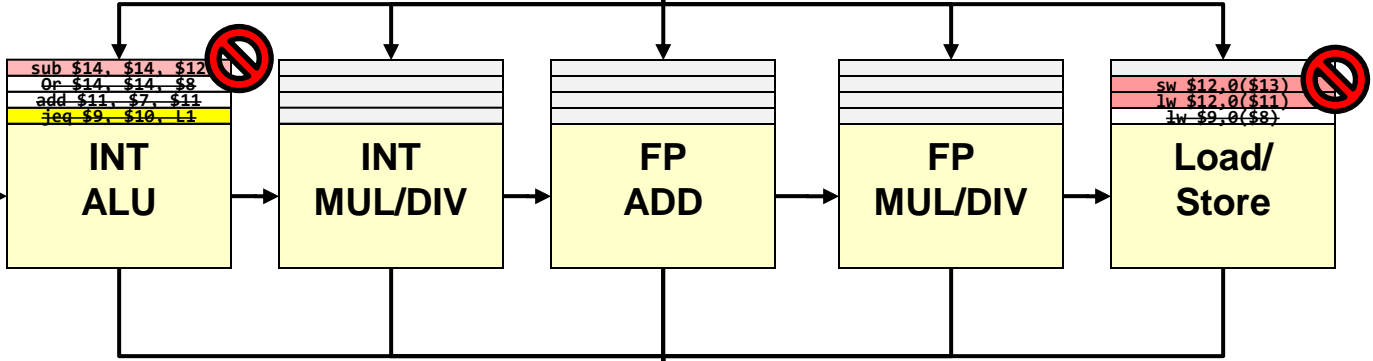 sub $14, $14, $12
Or $14, $14, $8
add $11, $7, $11
jeq $9, $10, L1
INT
ALU
INT
MUL/DIV
FP
ADD
FP
MUL/DIV
sw $12,0($13)
lw $12,0($11)
lw $9,0($8)
Load/
Store